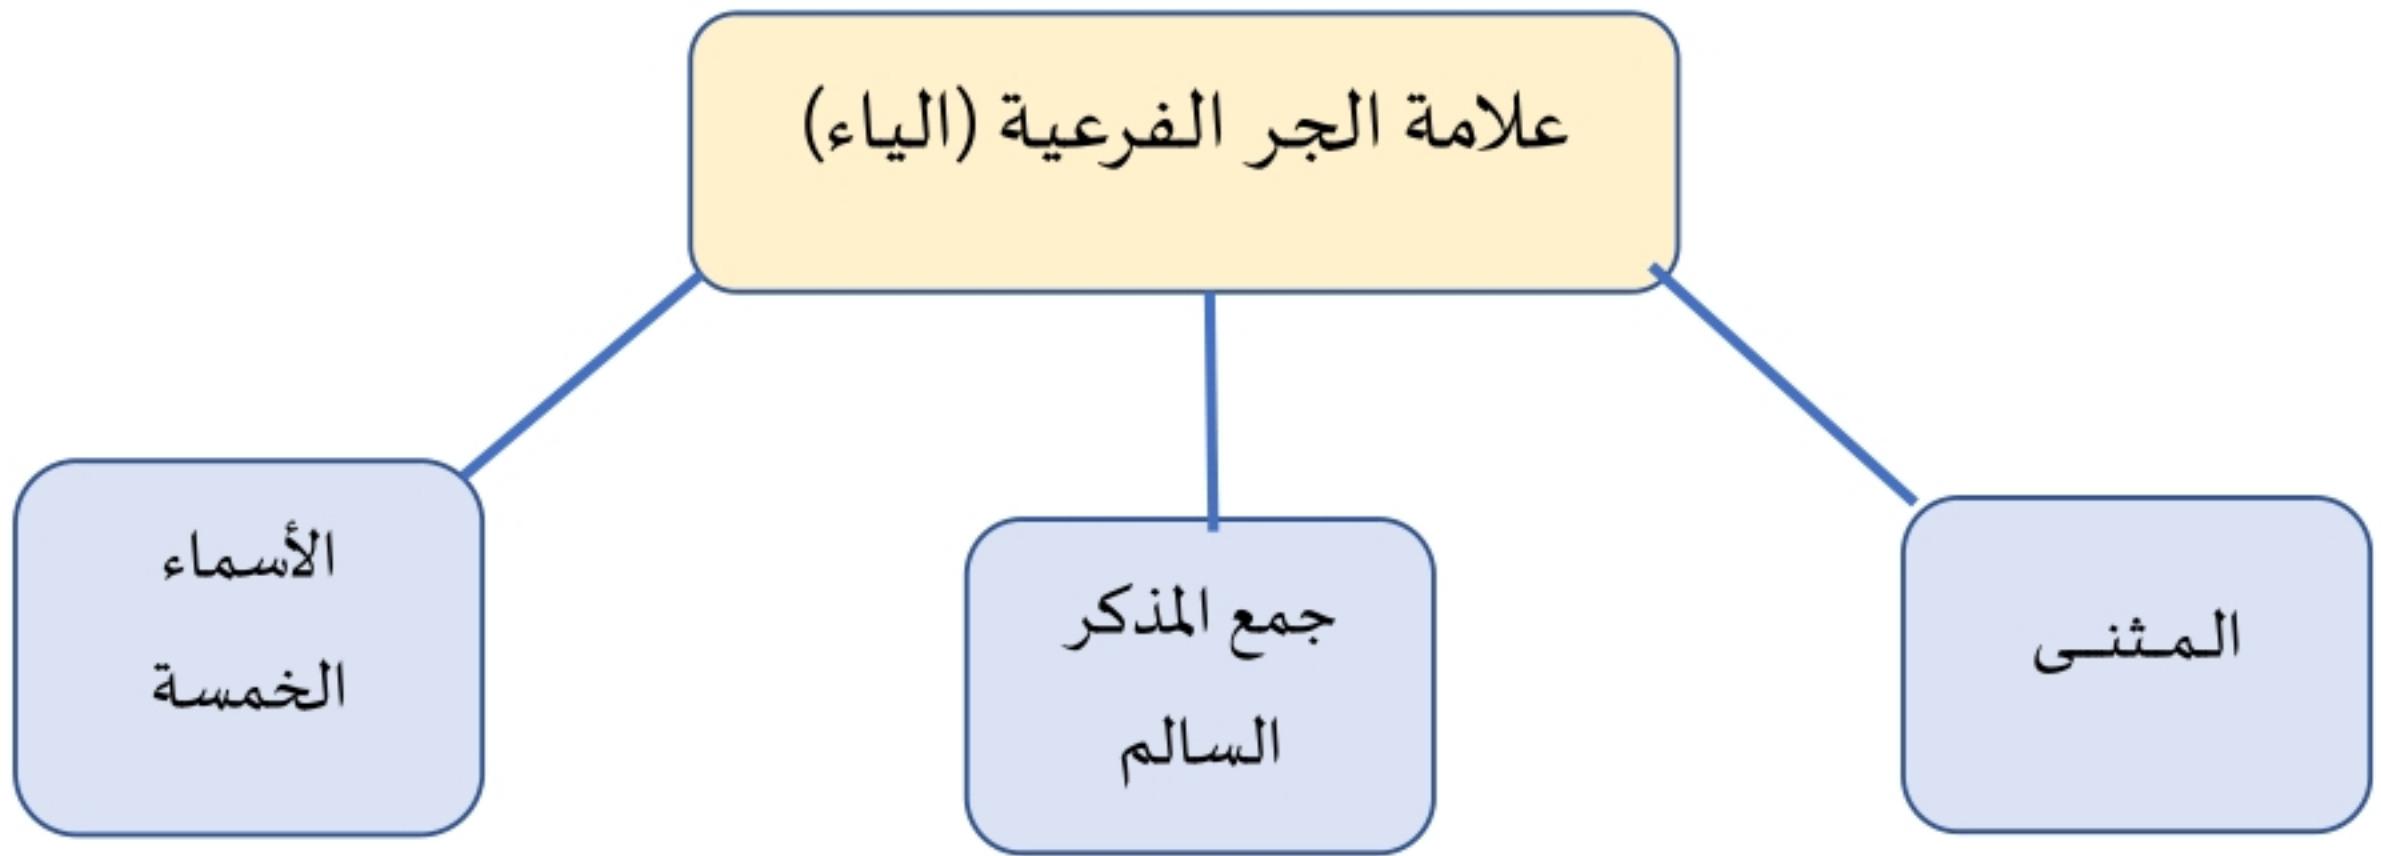 علامة الجر الفرعية (الياء)
المثنى
جمع المذكر
السالم
الأسماء
الخمسة